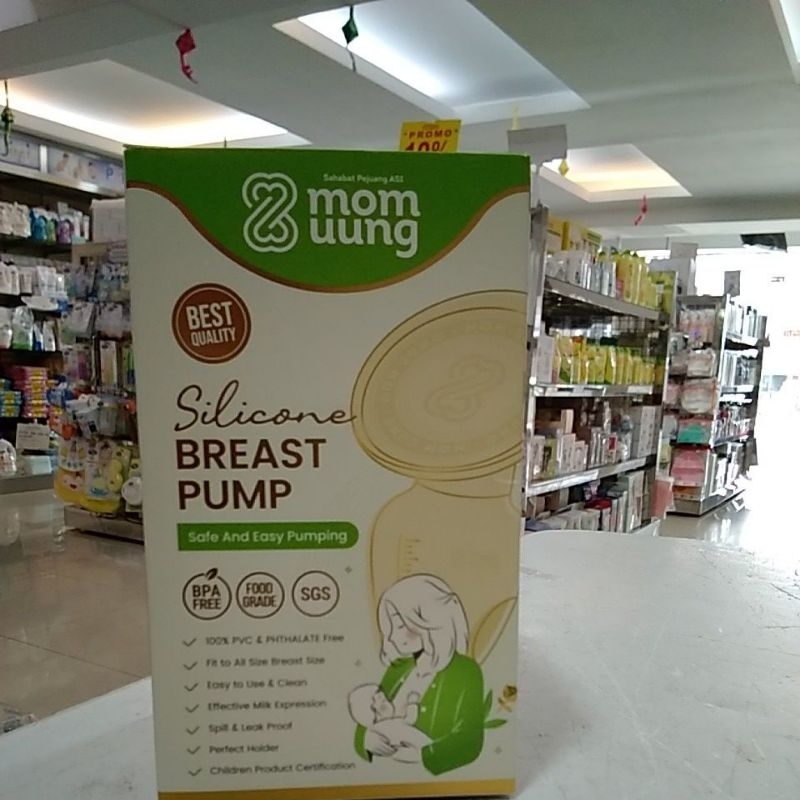 PROMO
10%
Sahabat Pejuang ASI
mom
uung
BEST
QUALITY
Silicone
BREAST
PUMP
Safe And Easy Pumping
BPA
FREE
FOOD
GRADE
SGS
100% PVC & PHTHALATE Free
Fit to All Size Breast Size
Easy to Use & Clean
Effective Milk Expression
Spill & Leak Proof
Perfect Holder
Children Product Certification